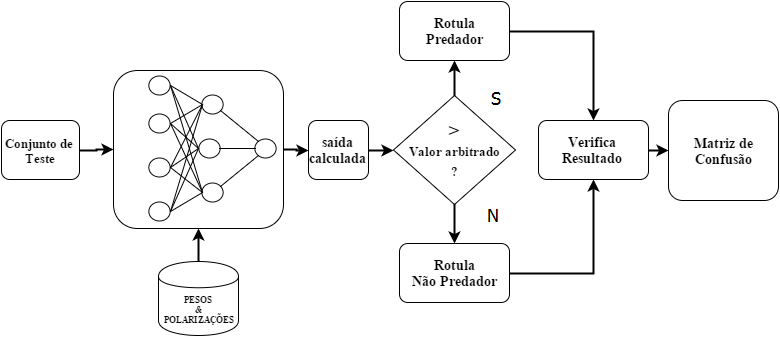 Conjunto de
Teste
PESOS
&
POLARIZAÇÕES
saída
calculada
>
Valor arbitrado
?
S
N
Rotula
Predador
Rotula
Não Predador
Verifica
Resultado
Matriz de
Confusão